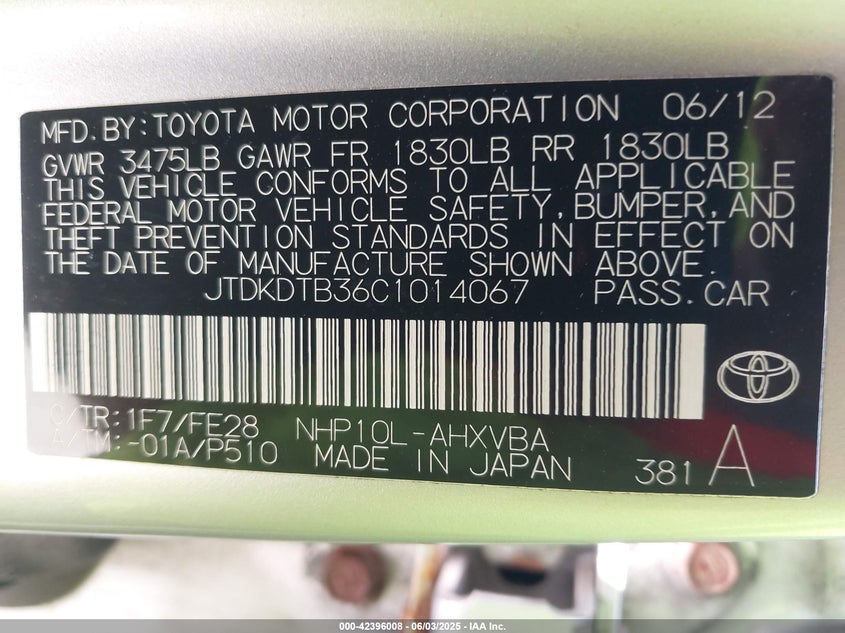 MFD. BY: TOYOTA MOTOR CORPORATION 06/12
GVWR 3475LB GAWR FR 1830LB RR 1830LB
THIS VEHICLE CONFORMS TO ALL APPLICABLE
FEDERAL MOTOR VEHICLE SAFETY, BUMPER, AND
THEFT PREVENTION STANDARDS IN EFFECT ON
THE DATE OF MANUFACTURE SHOWN ABOVE.
JTDKDTB36C1014067 PASS. CAR
C/TR: 1F7/FE28 NHP10L-AHXVBA
A/TM: -01A/P510 MADE IN JAPAN 381 A
000-42396008 - 06/03/2025 - IAA Inc.